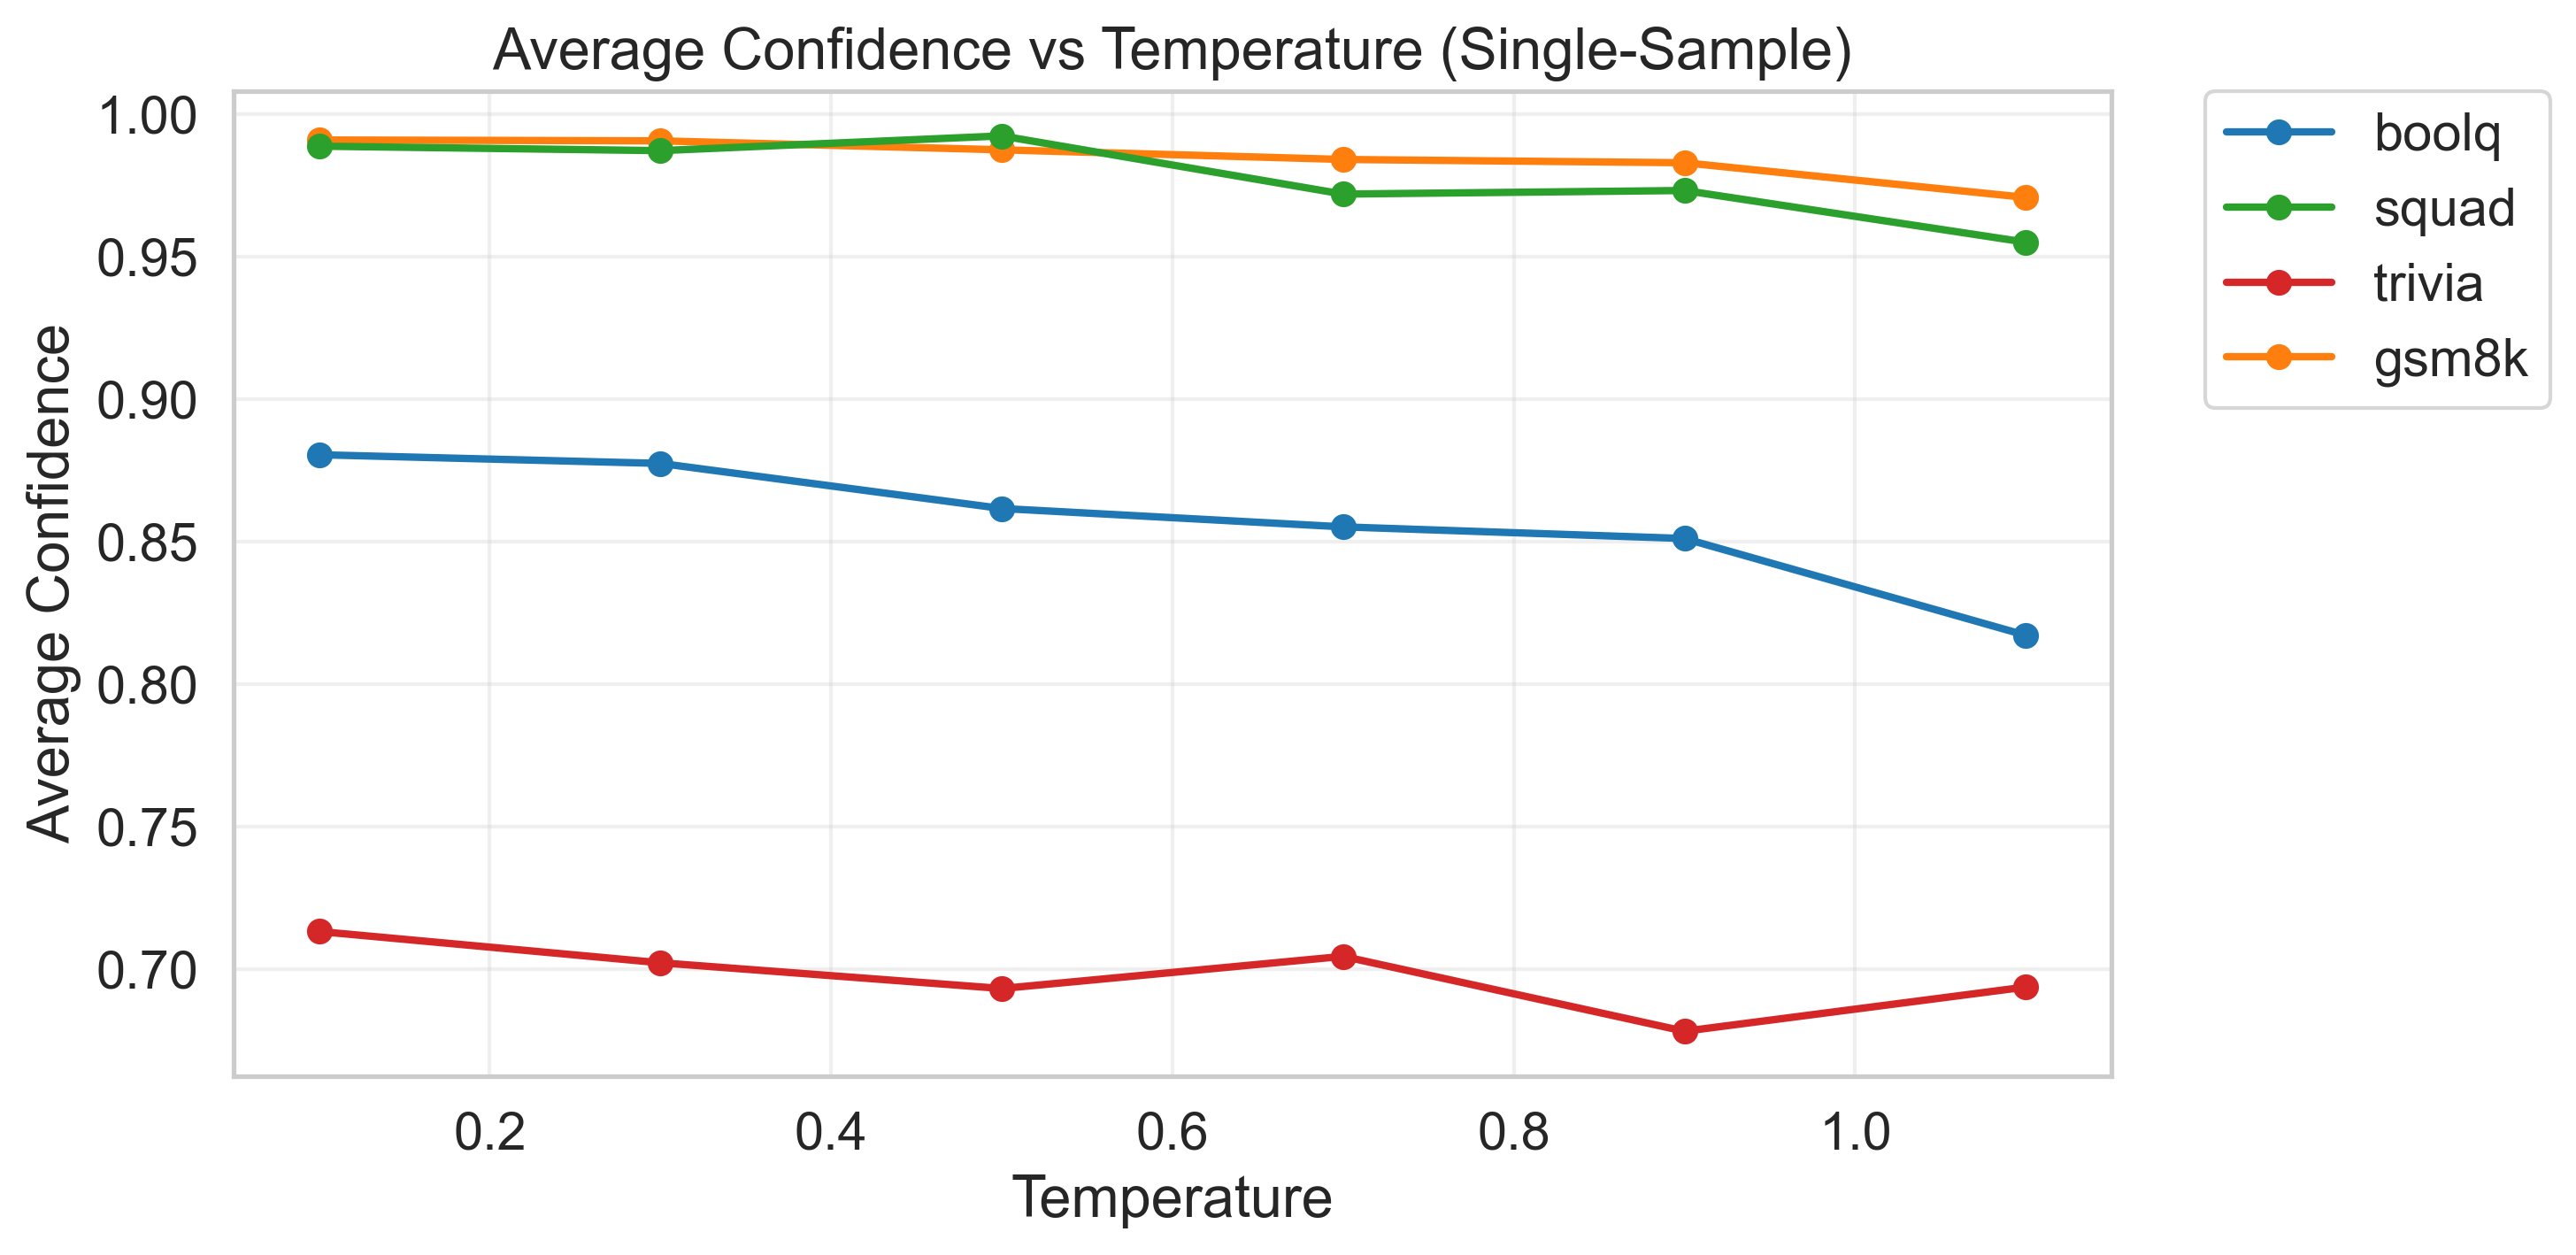 Average Confidence vs Temperature (Single-Sample)
1.00
0.95
0.90
0.85
0.80
0.75
0.70
Average Confidence
0.2 0.4 0.6 0.8 1.0
Temperature
boolq
squad
trivia
gsm8k